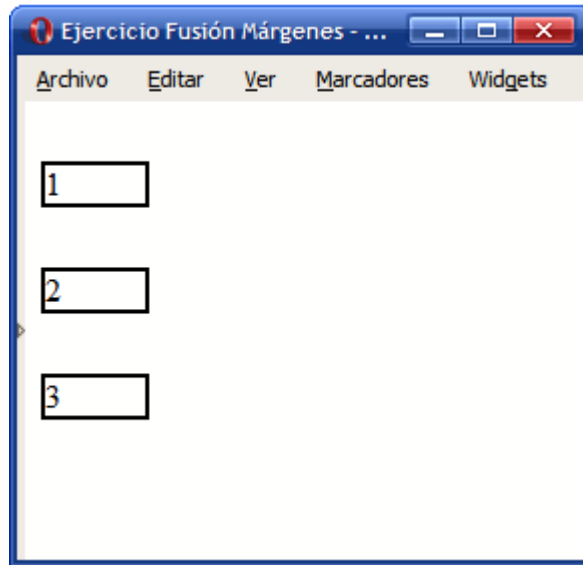 Ejercicio Fusión Márgenes - ...
Archivo Editar Ver Marcadores Widgets
1
2
3